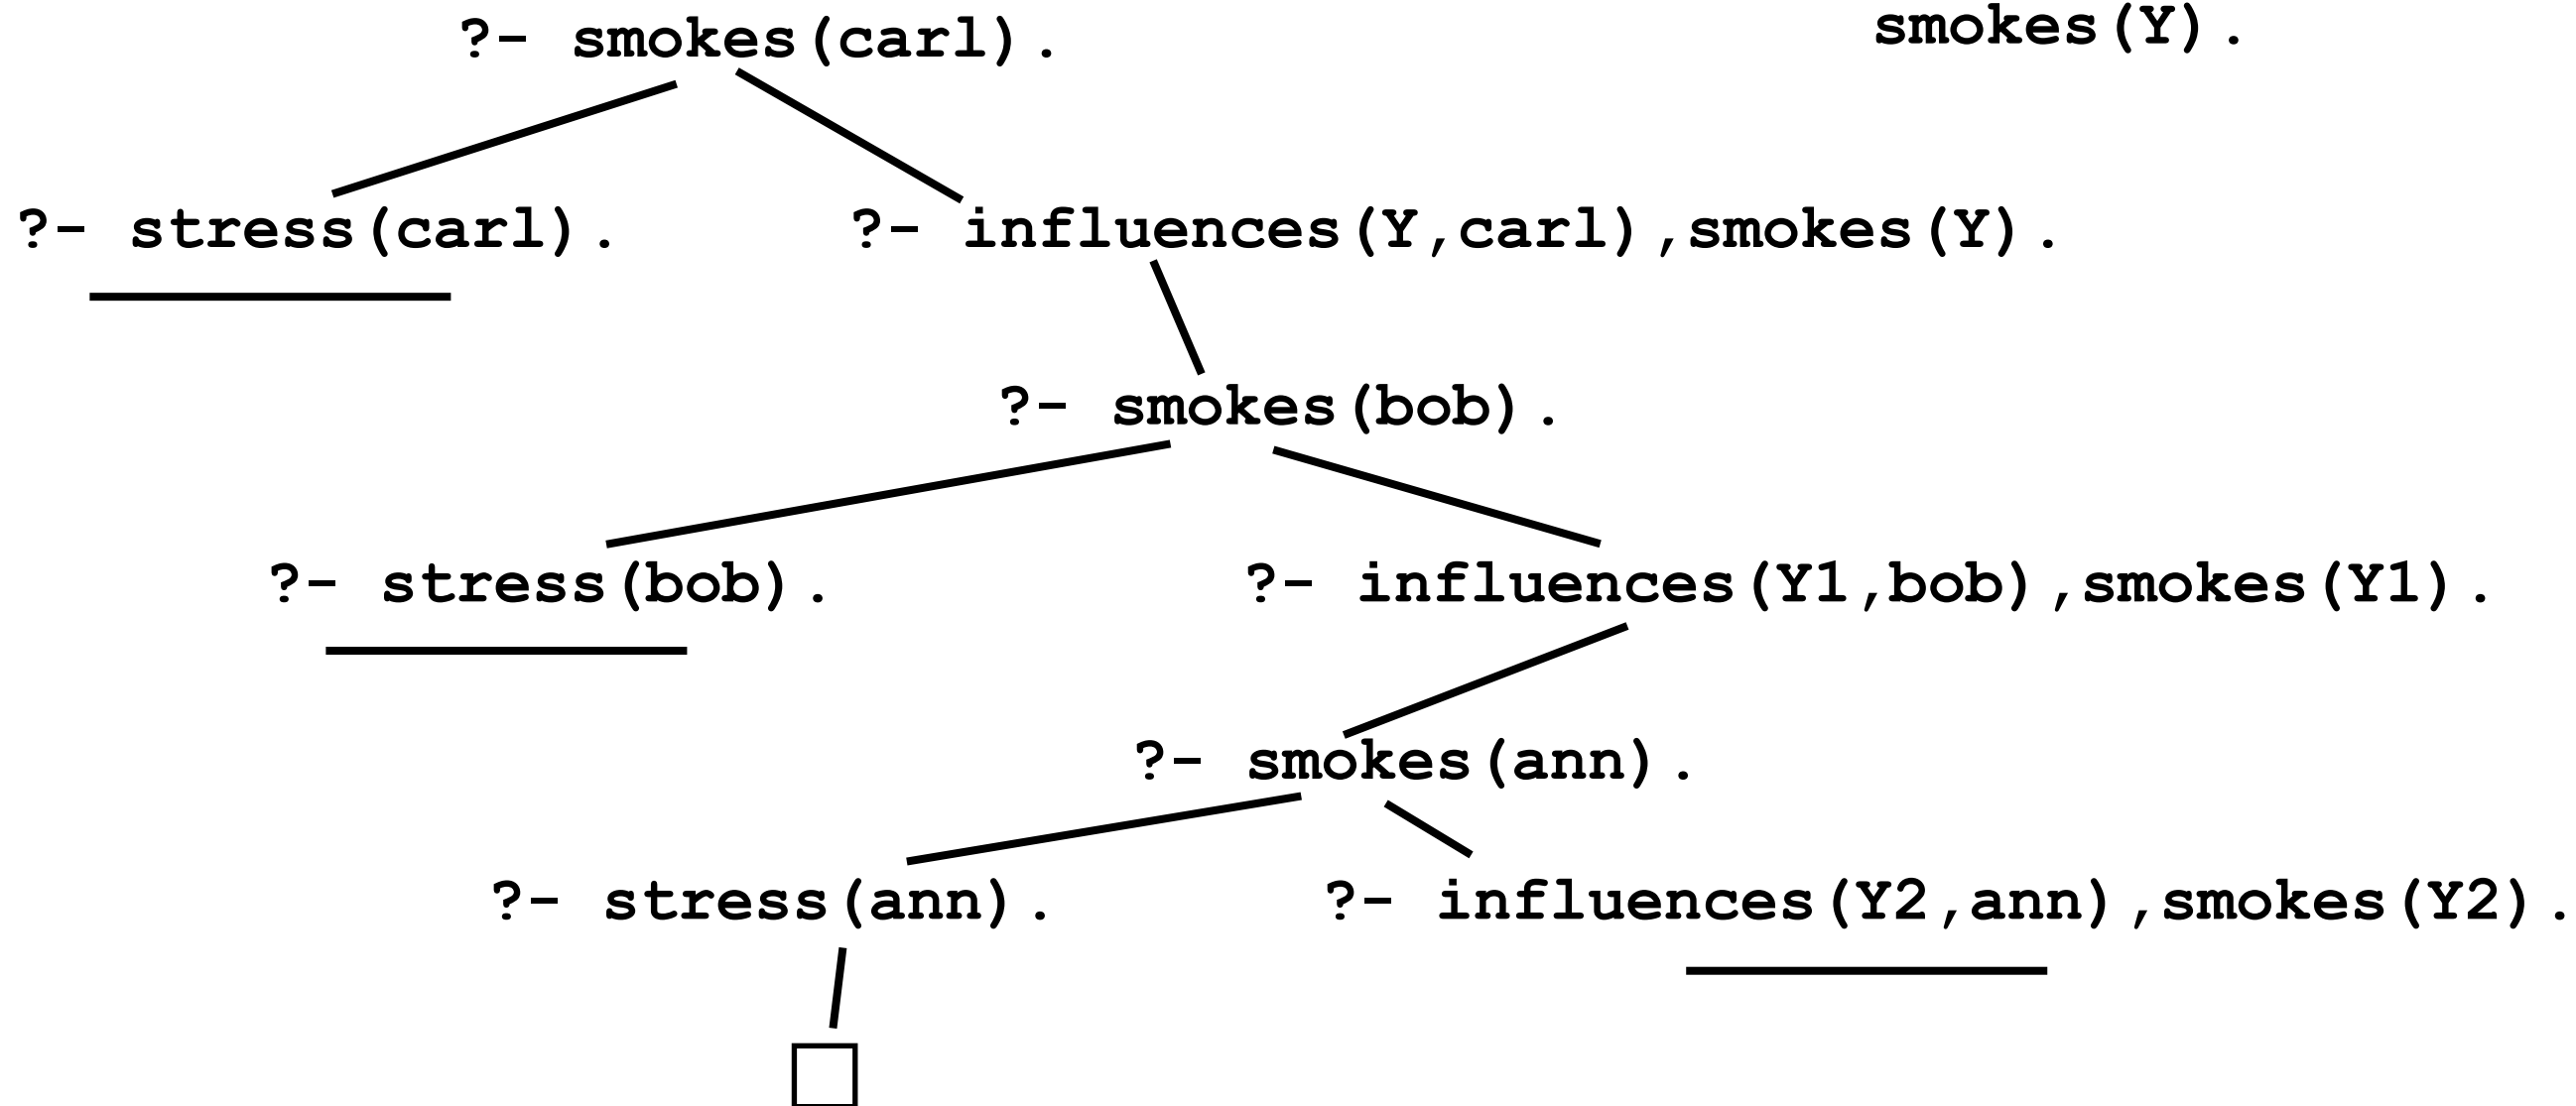 smokes(Y).
?- smokes(carl).
?- stress(carl).
?- influences(Y,carl),smokes(Y).
?- smokes(bob).
?- stress(bob).
?- influences(Y1,bob),smokes(Y1).
?- smokes(ann).
?- stress(ann).
?- influences(Y2,ann),smokes(Y2).